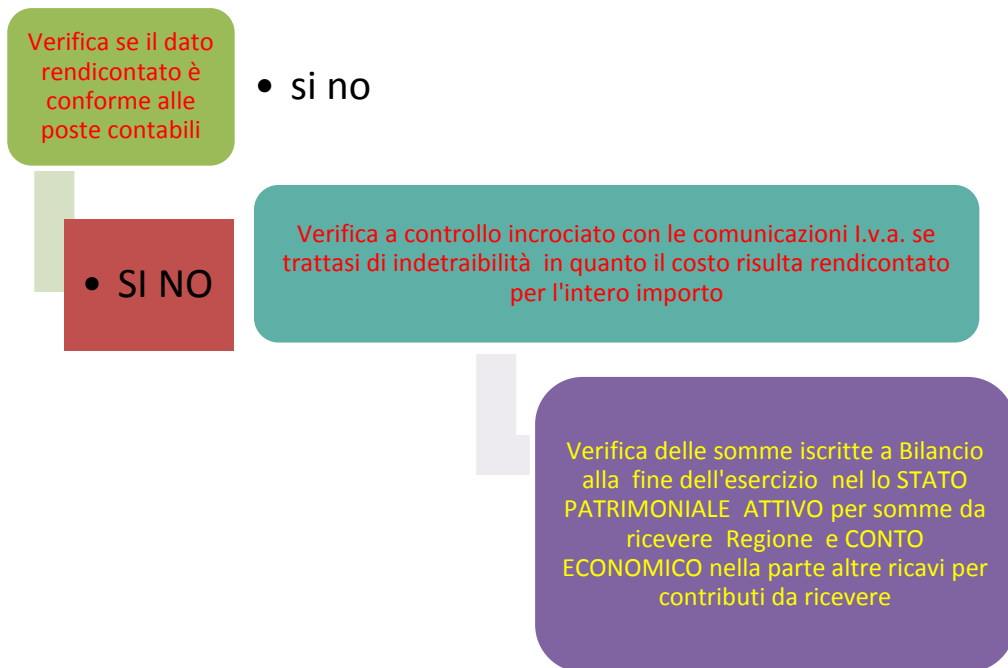 Verifica se il dato
rendicontato è
conforme alle
poste contabili
• si no
• SI NO
Verifica a controllo incrociato con le comunicazioni I.v.a. se
trattasi di indetraibilità in quanto il costo risulta rendicontato
per l'intero importo
Verifica delle somme iscritte a Bilancio
alla fine dell'esercizio nel lo STATO
PATRIMONIALE ATTIVO per somme da
ricevere Regione e CONTO
ECONOMICO nella parte altre ricavi per
contributi da ricevere